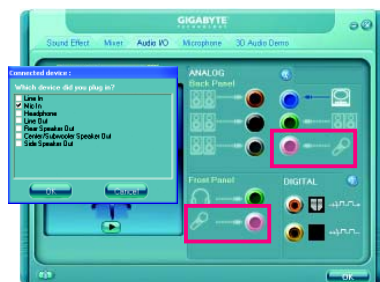 GIGABYTE
TECHNOLOGY
Sound Effect Mixer Audio I/O Microphone 3D Audio Demo
Connected device :
Which device did you plug in?
Line In
Mic In
Headphone
Line Out
Rear Speaker Out
Center/Subwoofer Speaker Out
Side Speaker Out
OK Cancel
ANALOG
Back Panel
Front Panel
DIGITAL
OK